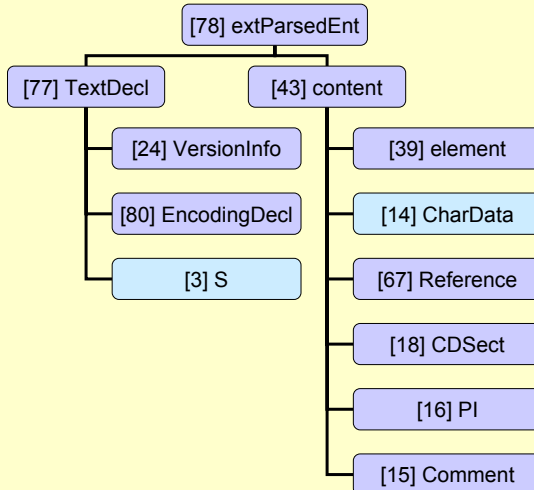 [78] extParsedEnt
[77] TextDecl
[43] content
[24] VersionInfo
[39] element
[80] EncodingDecl
[14] CharData
[3] S
[67] Reference
[18] CDSect
[16] PI
[15] Comment